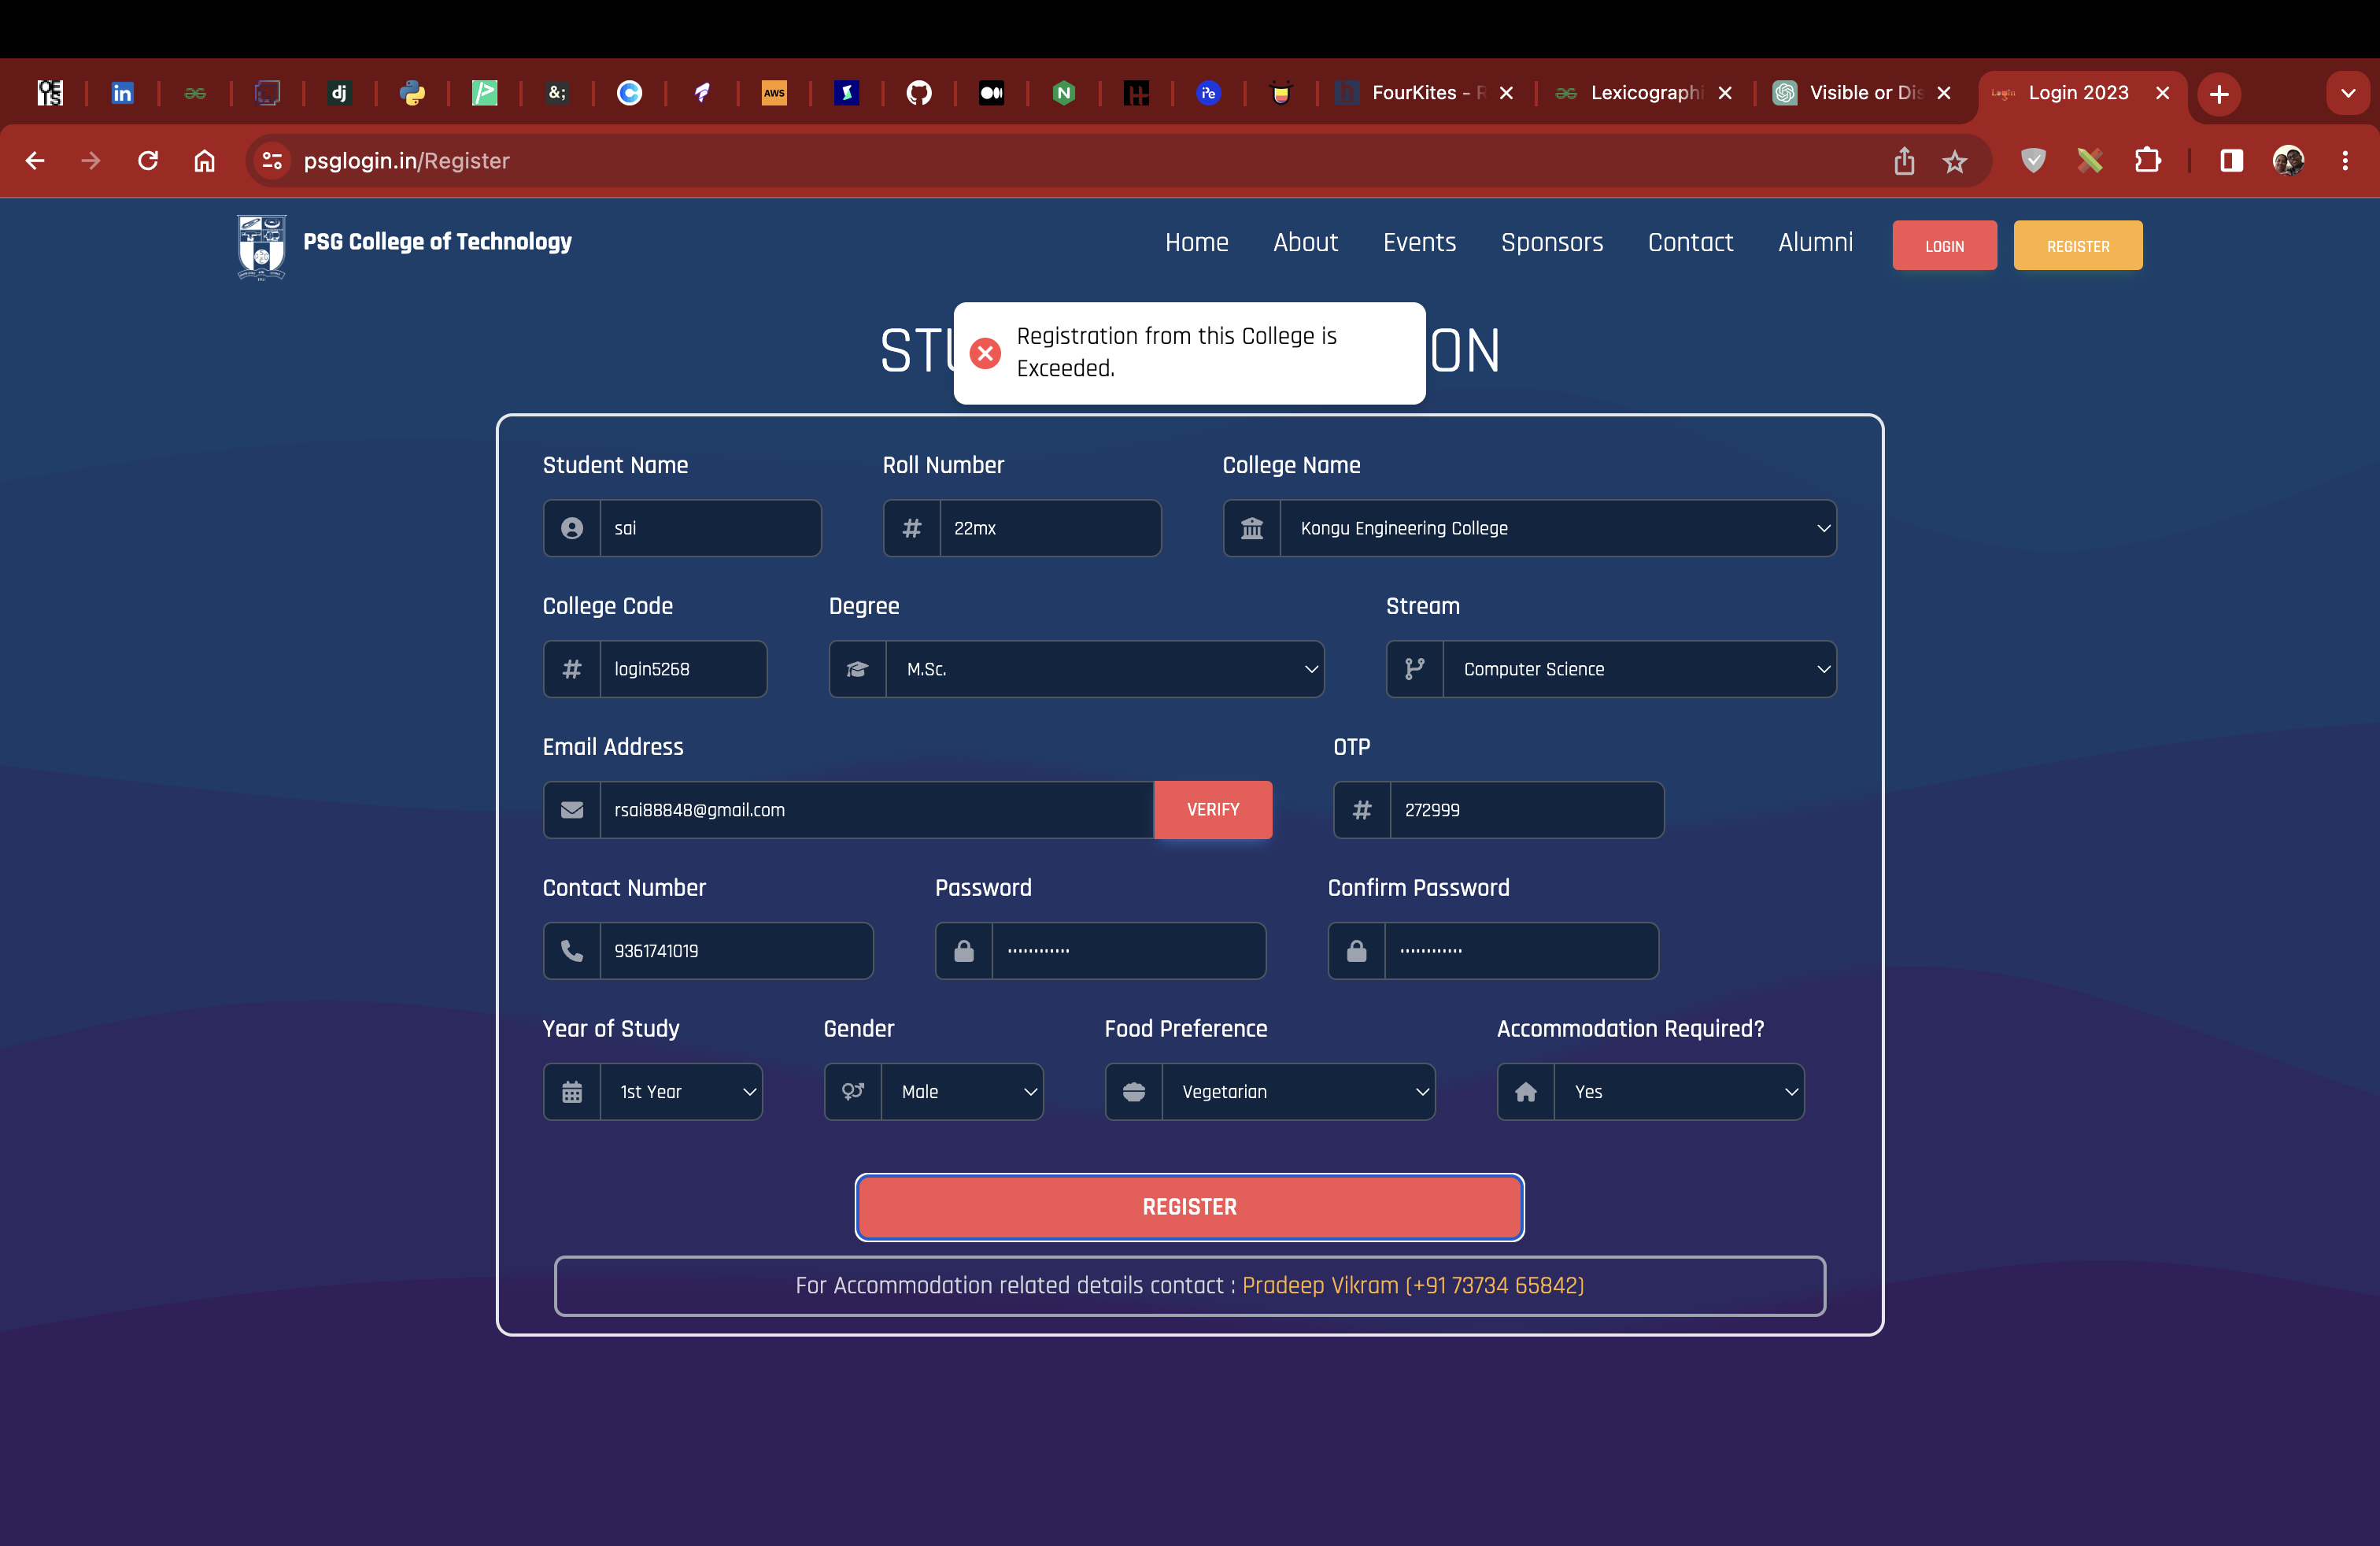 FourKites - R
Lexicographi
Visible or Dis
Login 2023
psglogin.in/Register
PSG College of Technology
Home
About
Events
Sponsors
Contact
Alumni
LOGIN
REGISTER
STU
ON
Registration from this College is
Exceeded.
Student Name
Roll Number
College Name
sai
22mx
Kongu Engineering College
College Code
Degree
Stream
login5268
M.Sc.
Computer Science
Email Address
OTP
rsai88848@gmail.com
VERIFY
272999
Contact Number
Password
Confirm Password
9361741019
Year of Study
Gender
Food Preference
Accommodation Required?
1st Year
Male
Vegetarian
Yes
REGISTER
For Accommodation related details contact : Pradeep Vikram (+91 73734 65842)